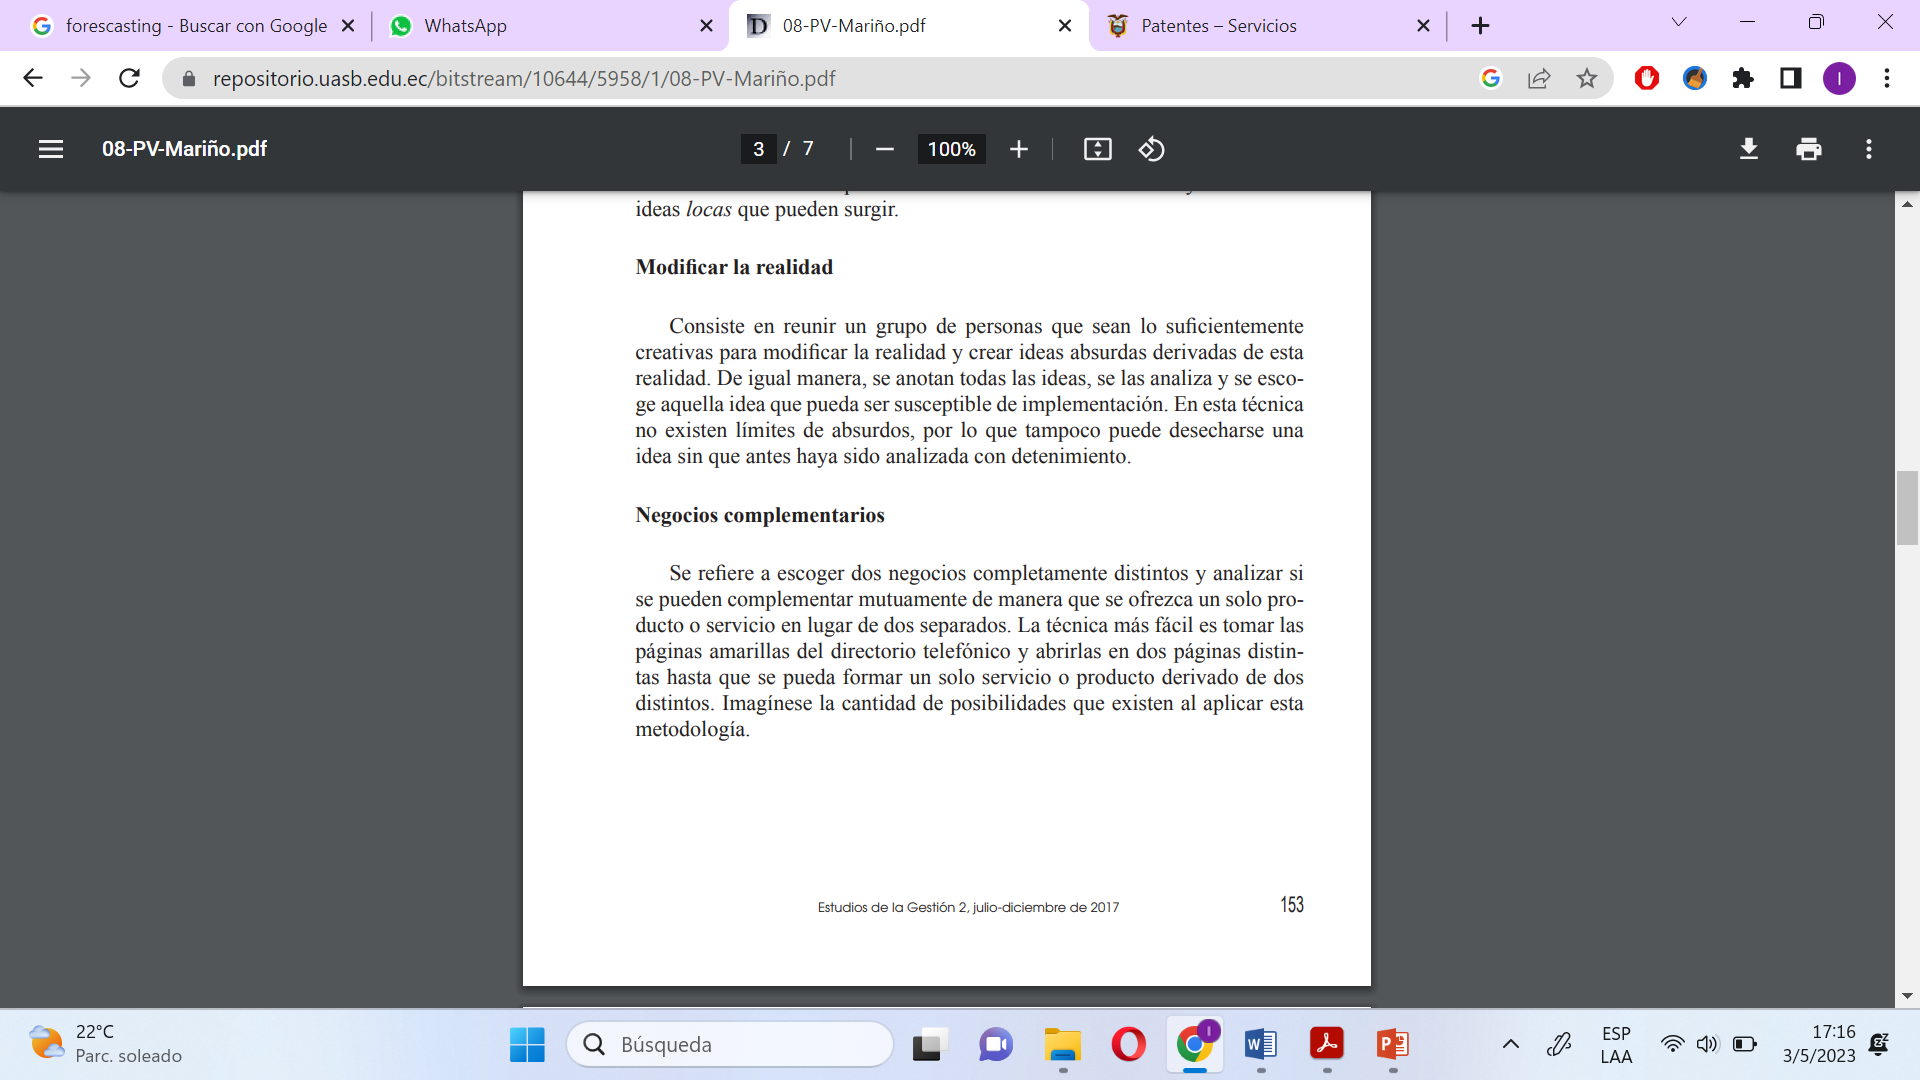 forescasting - Buscar con Google
WhatsApp
08-PV-Mariño.pdf
Patentes – Servicios
repositorio.uasb.edu.ec/bitstream/10644/5958/1/08-PV-Mariño.pdf
I
08-PV-Mariño.pdf
3 / 7
100%
ideas locas que pueden surgir.
Modificar la realidad
Consiste en reunir un grupo de personas que sean lo suficientemente
creativas para modificar la realidad y crear ideas absurdas derivadas de esta
realidad. De igual manera, se anotan todas las ideas, se las analiza y se esco-
ge aquella idea que pueda ser susceptible de implementación. En esta técnica
no existen límites de absurdos, por lo que tampoco puede desecharse una
idea sin que antes haya sido analizada con detenimiento.
Negocios complementarios
Se refiere a escoger dos negocios completamente distintos y analizar si
se pueden complementar mutuamente de manera que se ofrezca un solo pro-
ducto o servicio en lugar de dos separados. La técnica más fácil es tomar las
páginas amarillas del directorio telefónico y abrirlas en dos páginas distin-
tas hasta que se pueda formar un solo servicio o producto derivado de dos
distintos. Imagínese la cantidad de posibilidades que existen al aplicar esta
metodología.
Estudios de la Gestión 2, julio-diciembre de 2017
153
22°C
Parc. soleado
Búsqueda
ESP
LAA
17:16
3/5/2023